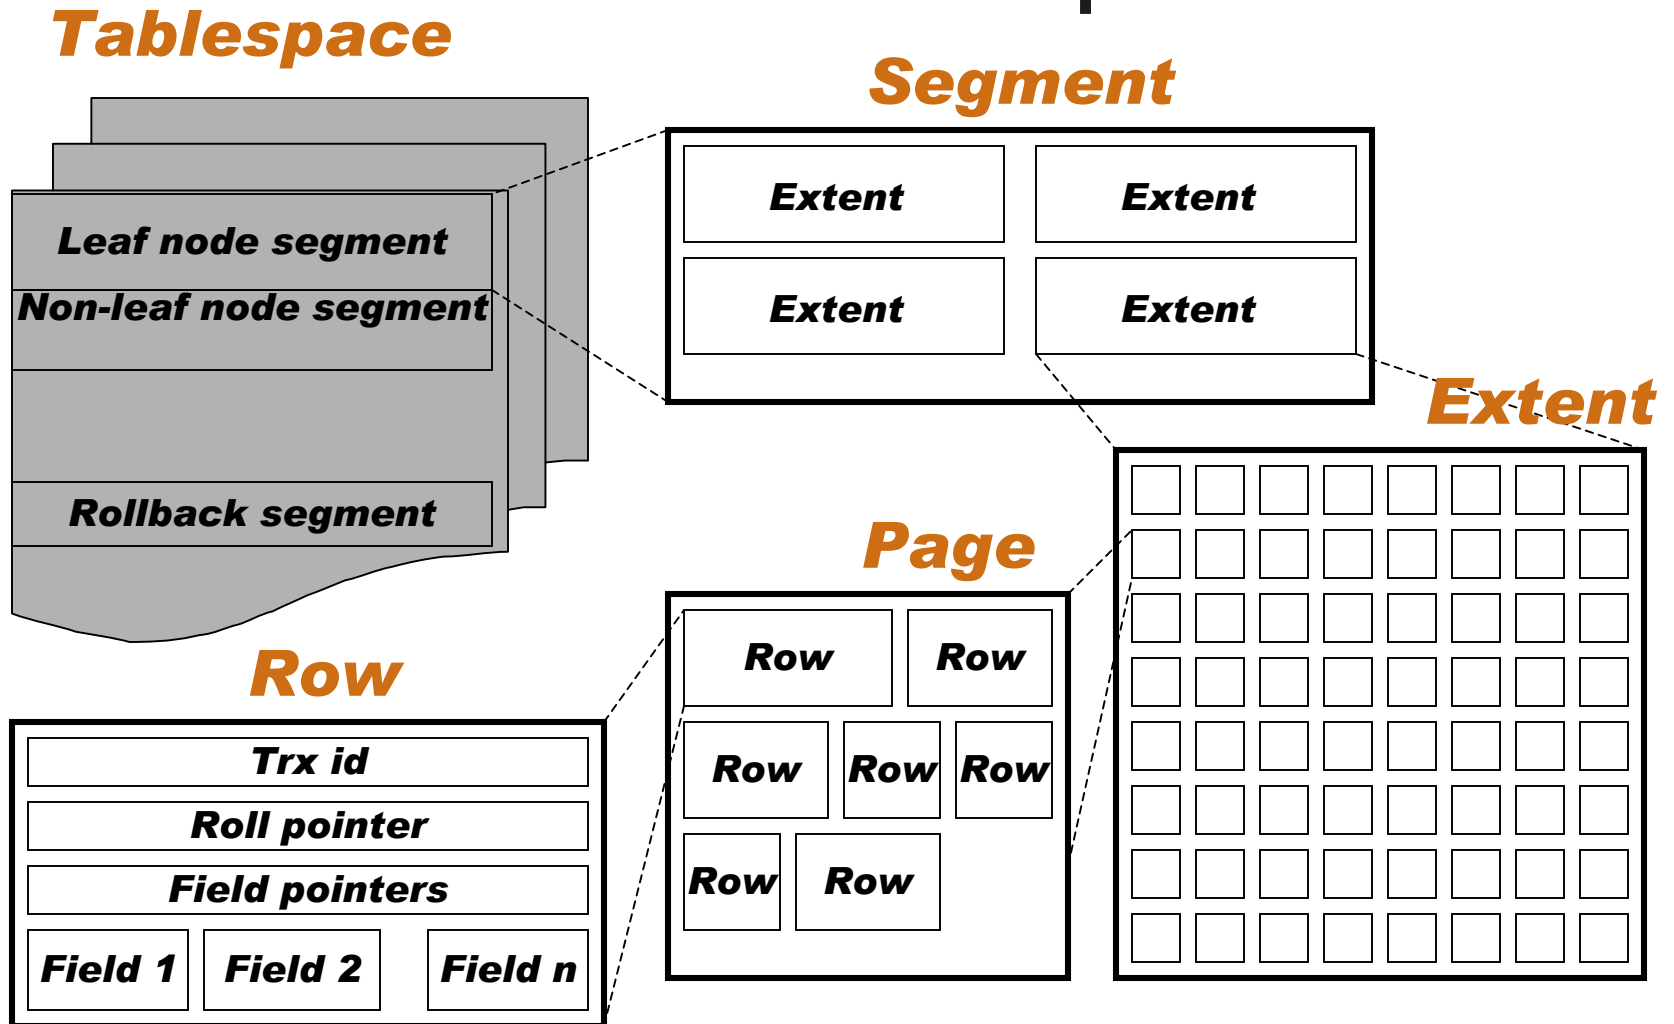 Tablespace
Leaf node segment
Non-leaf node segment
Rollback segment
Segment
Extent Extent
Extent Extent
Extent
Page
Row Row
Row Row Row
Row Row
Row
Trx id
Roll pointer
Field pointers
Field 1 Field 2 Field n